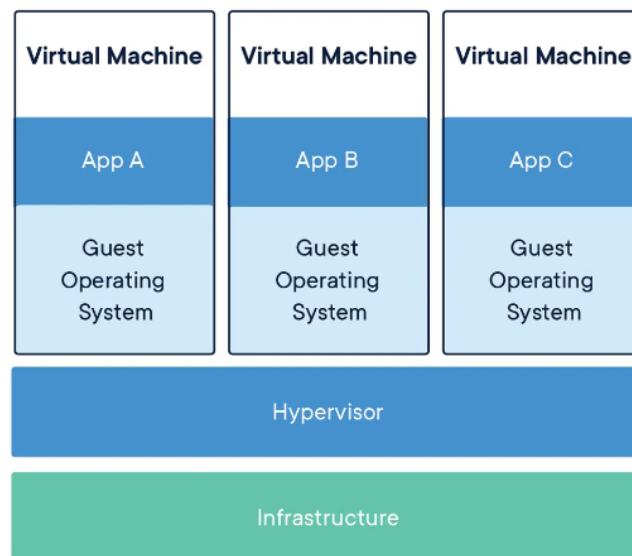 Virtual Machine
Virtual Machine
Virtual Machine
App A
App B
App C
Guest
Operating
System
Guest
Operating
System
Guest
Operating
System
Hypervisor
Infrastructure